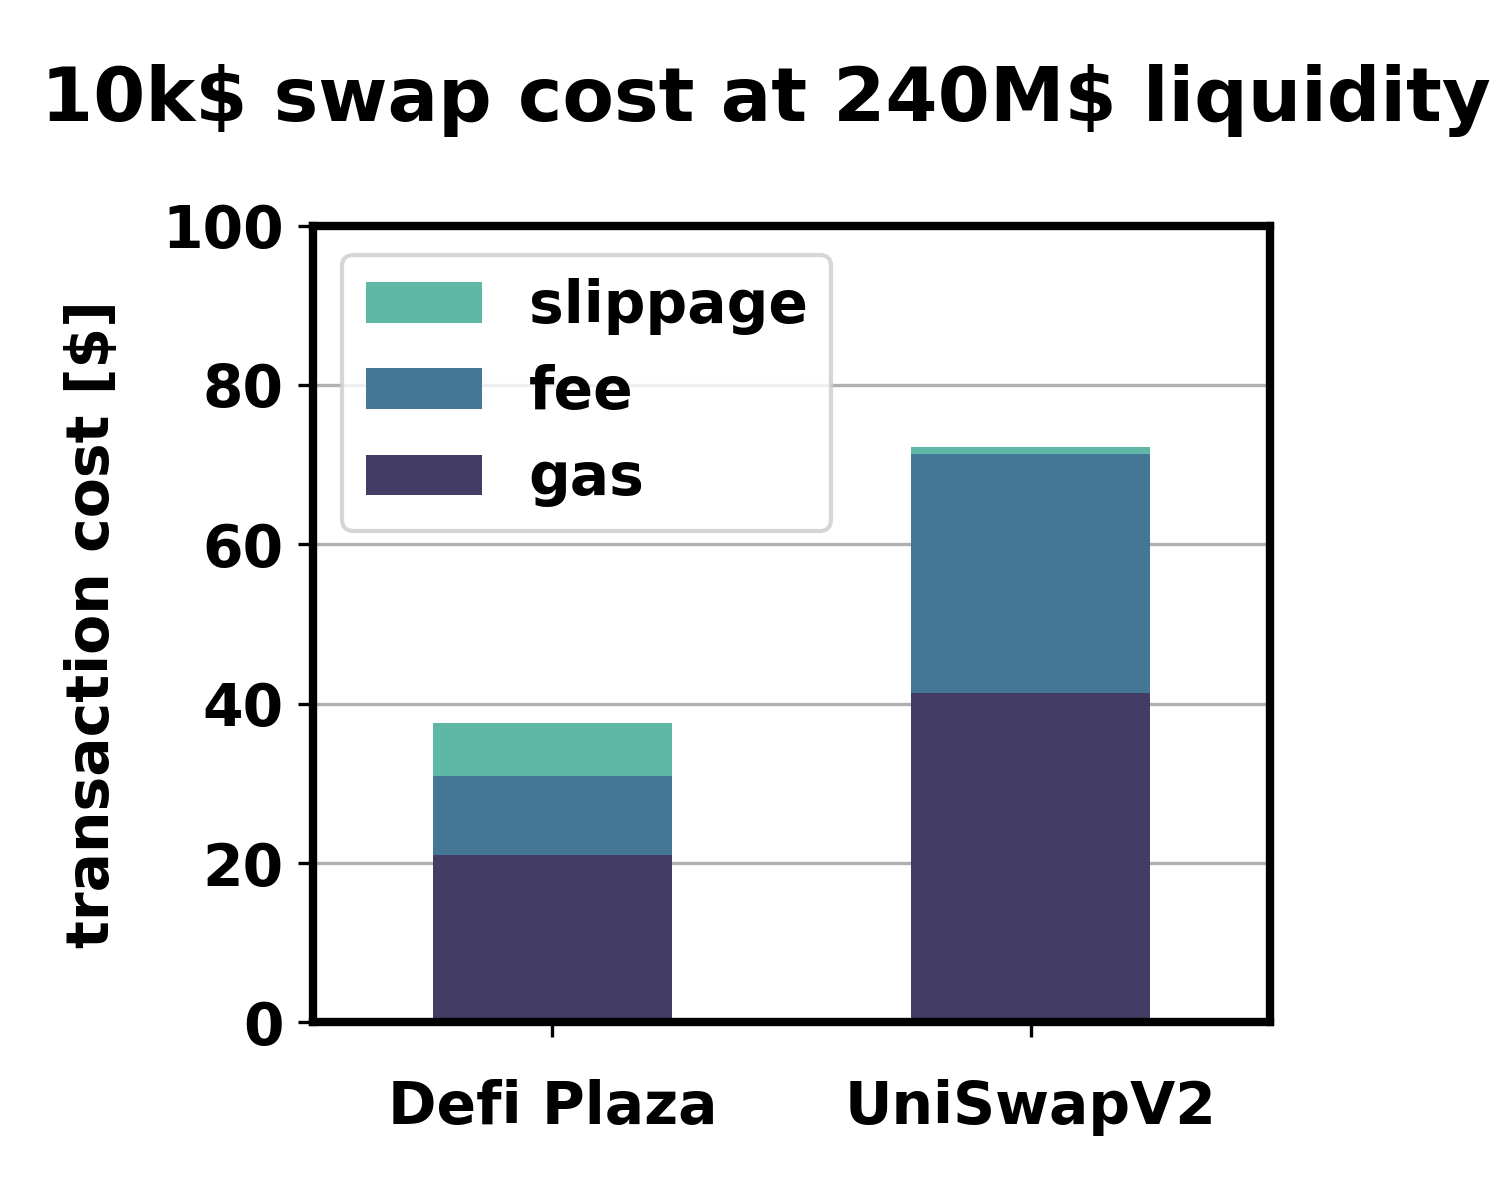 10k$ swap cost at 240M$ liquidity
100
80
60
40
20
0
transaction cost [$]
slippage
fee
gas
Defi Plaza
UniSwapV2